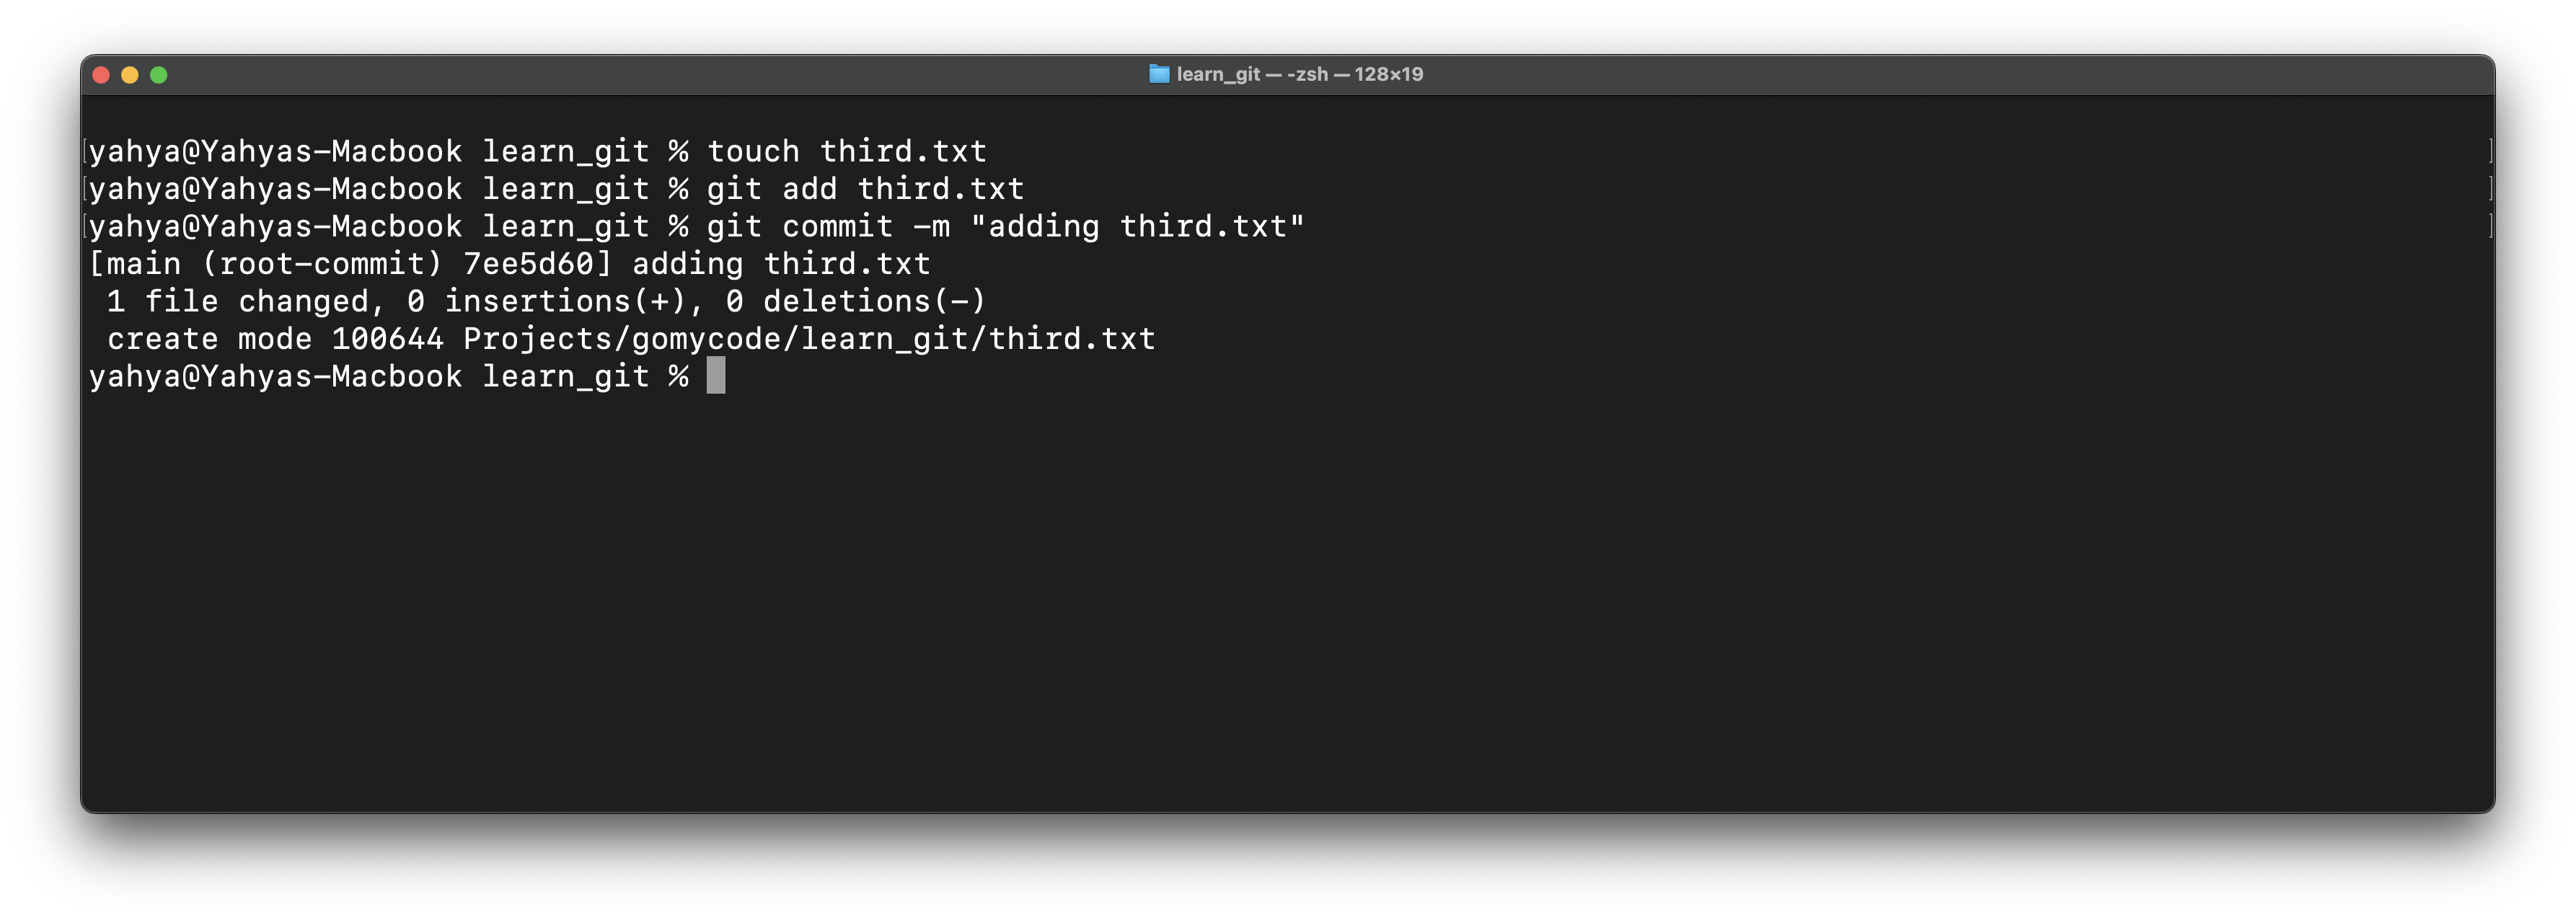 learn_git — -zsh — 128×19
yahya@Yahyas-Macbook learn_git % touch third.txt
yahya@Yahyas-Macbook learn_git % git add third.txt
yahya@Yahyas-Macbook learn_git % git commit -m "adding third.txt"
[main (root-commit) 7ee5d60] adding third.txt
 1 file changed, 0 insertions(+), 0 deletions(-)
 create mode 100644 Projects/gomycode/learn_git/third.txt
yahya@Yahyas-Macbook learn_git %